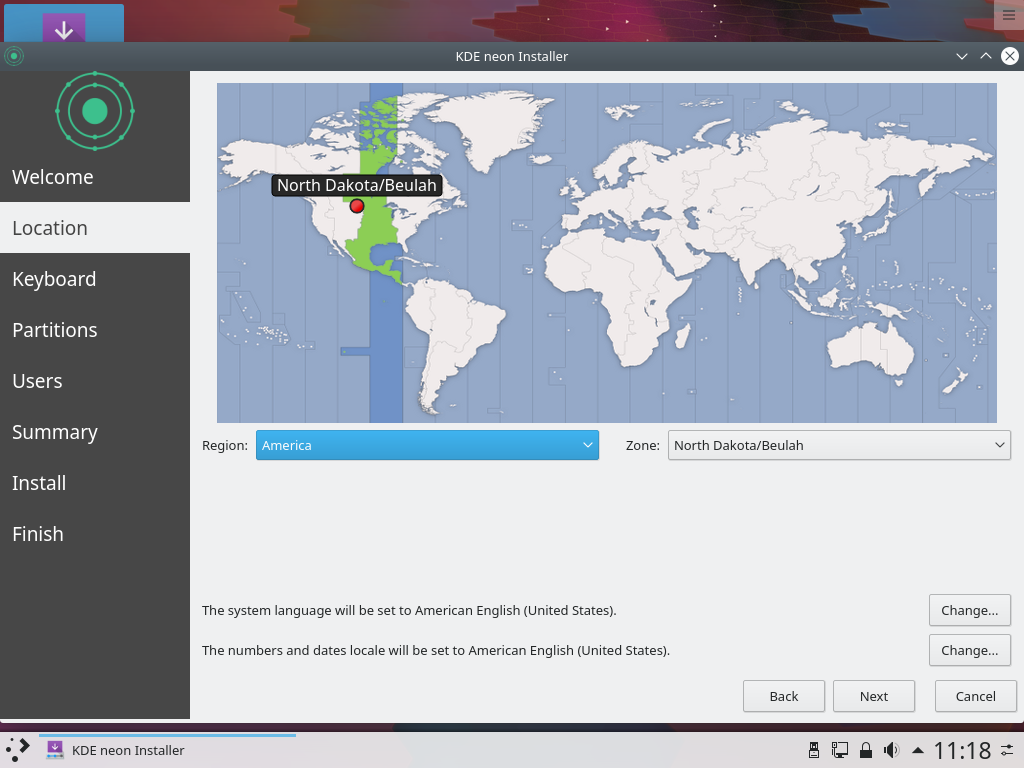 KDE neon Installer
Welcome
Location
Keyboard
Partitions
Users
Summary
Install
Finish
North Dakota/Beulah
Region: America Zone: North Dakota/Beulah
The system language will be set to American English (United States). Change...
The numbers and dates locale will be set to American English (United States). Change...
Back Next Cancel
KDE neon Installer 11:18